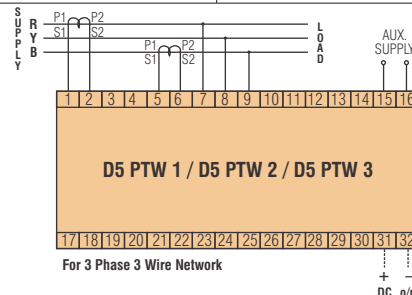 SUPPLY
R
Y
B
P1 P2
S1 S2
P1 P2
S1 S2
LOAD
AUX.
SUPPLY
1 2 3 4 5 6 7 8 9 10 11 12 13 14 15 16
D5 PTW 1 / D5 PTW 2 / D5 PTW 3
17 18 19 20 21 22 23 24 25 26 27 28 29 30 31 32
For 3 Phase 3 Wire Network
+ –
DC o/p